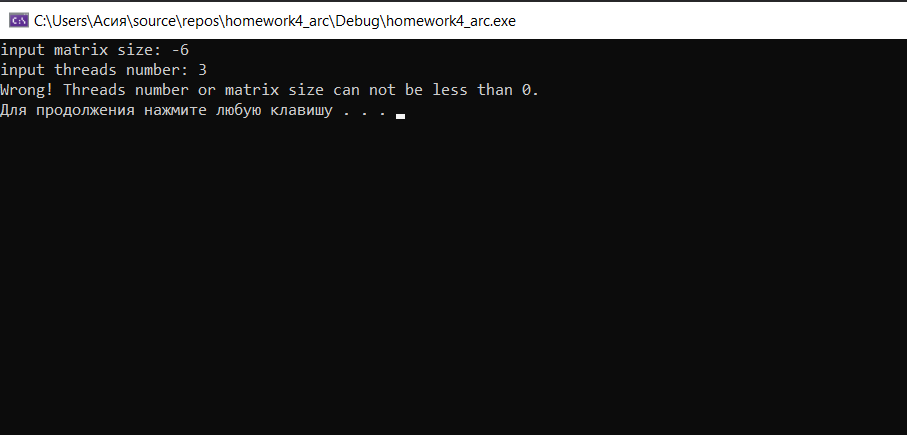 C:\Users\Асия\source\repos\homework4_arc\Debug\homework4_arc.exe
input matrix size: -6
input threads number: 3
Wrong! Threads number or matrix size can not be less than 0.
Для продолжения нажмите любую клавишу . . .